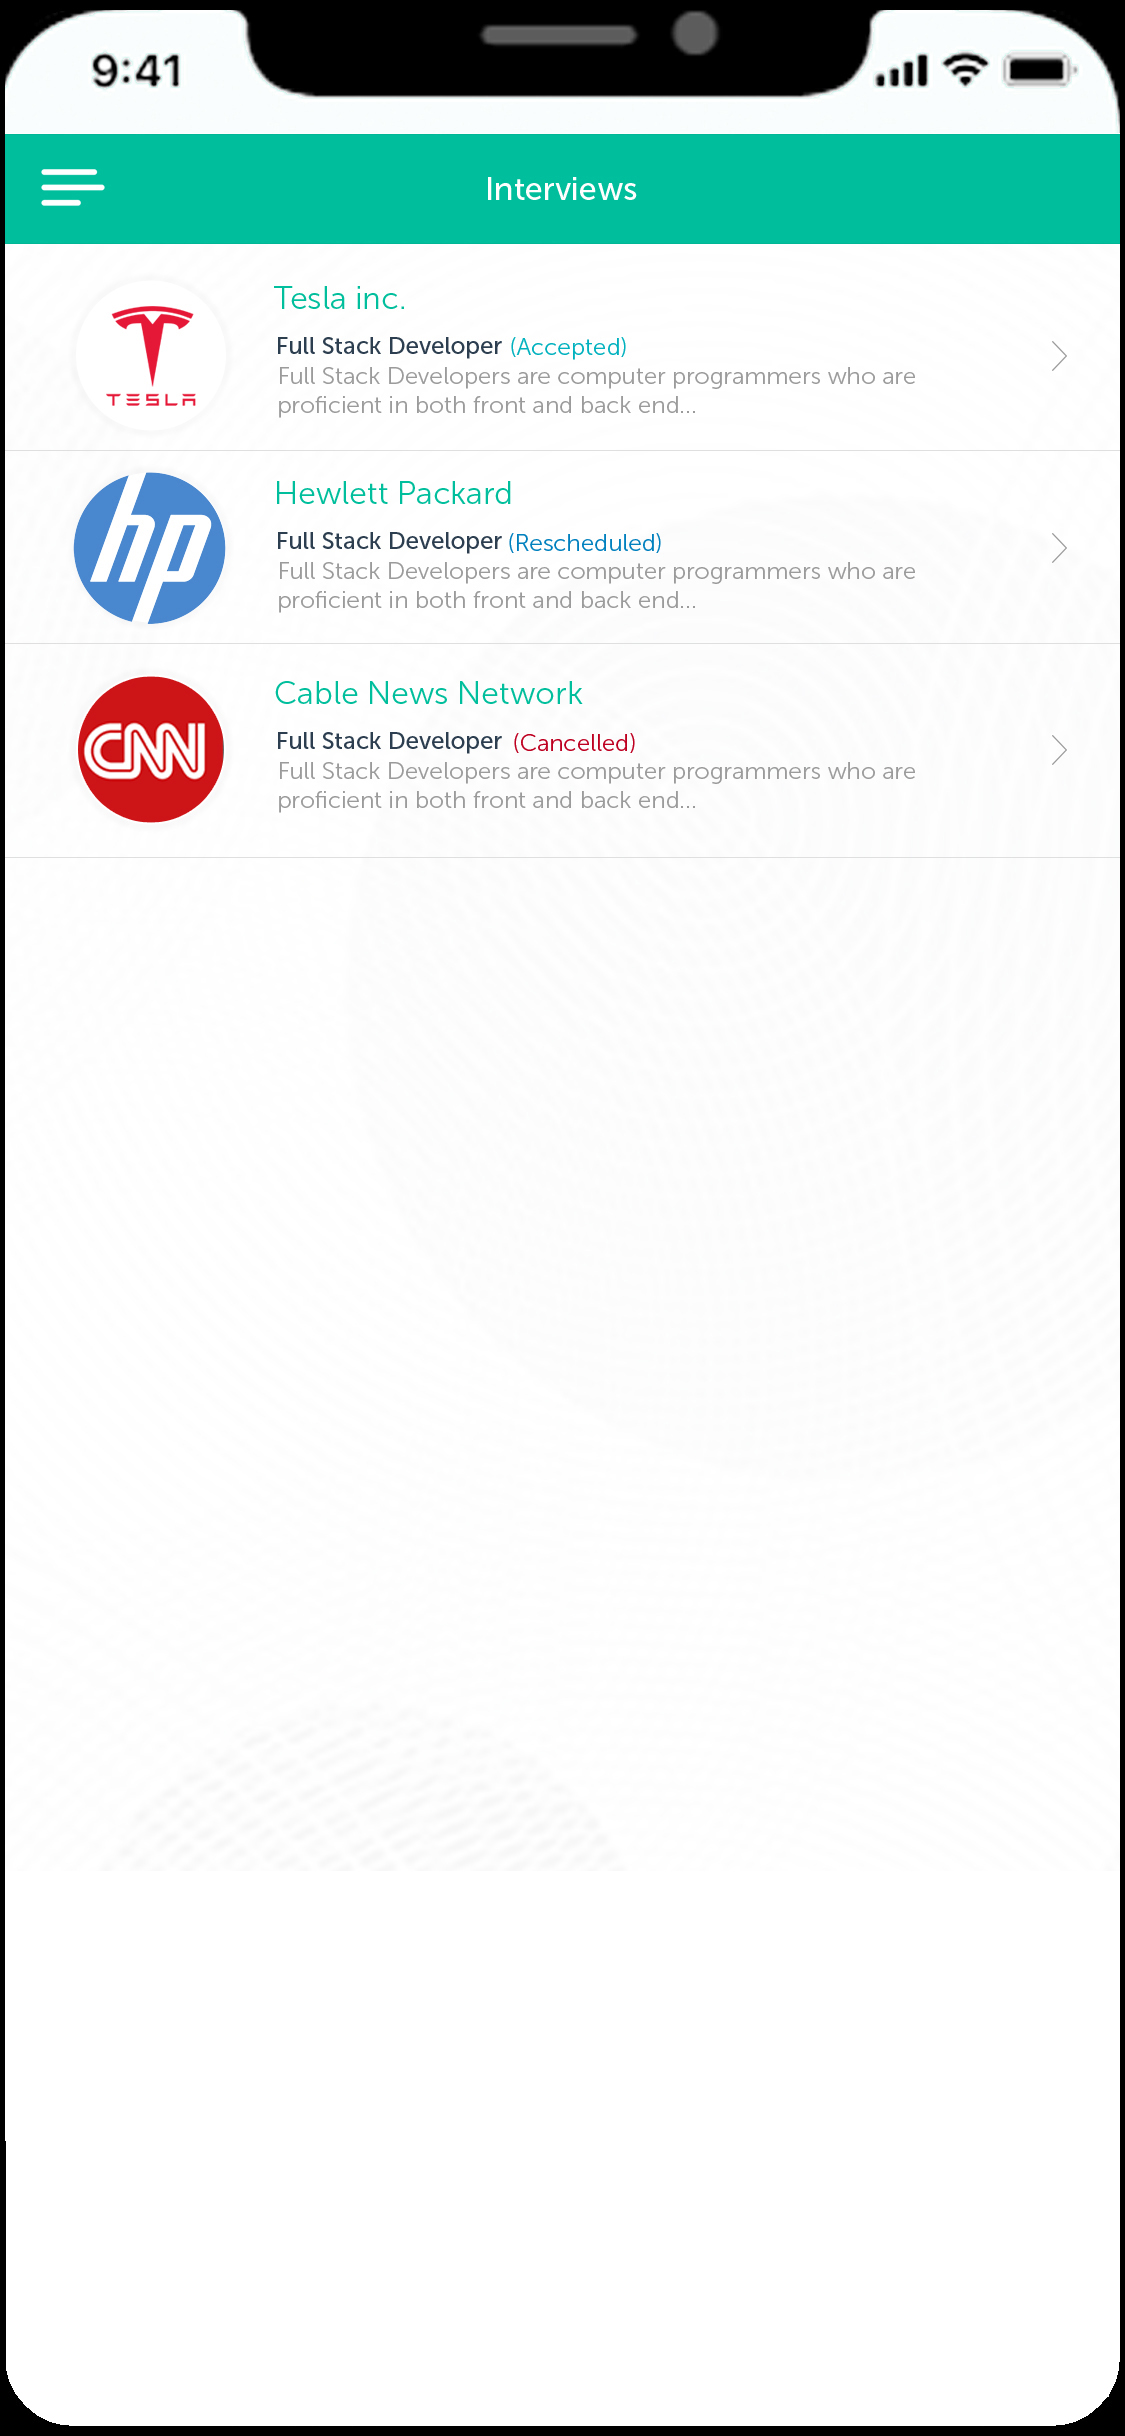 9:41
Interviews
Tesla inc.
Full Stack Developer (Accepted)
Full Stack Developers are computer programmers who are
proficient in both front and back end...
TESLA
Hewlett Packard
Full Stack Developer (Rescheduled)
Full Stack Developers are computer programmers who are
proficient in both front and back end...
hp
Cable News Network
Full Stack Developer (Cancelled)
Full Stack Developers are computer programmers who are
proficient in both front and back end...
CNN